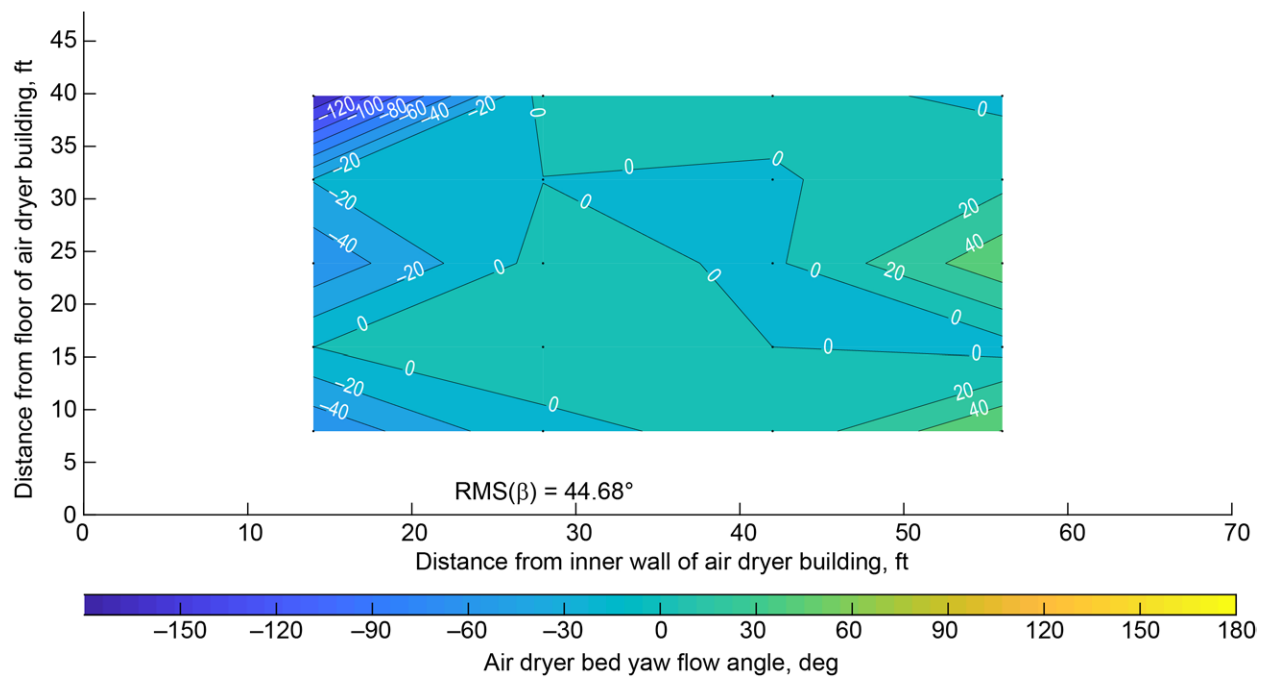 Distance from floor of air dryer building, ft
45
40
35
30
25
20
15
10
5
0
–120 –100 –80 –60 –40 –20 0 0
–20 0 0
–20 0 20
–40 –20 0 0 0 20 40
0 0
0 0 0
–20 0 20
–40 0 40
RMS(β) = 44.68°
0 10 20 30 40 50 60 70
Distance from inner wall of air dryer building, ft
–150 –120 –90 –60 –30 0 30 60 90 120 150 180
Air dryer bed yaw flow angle, deg